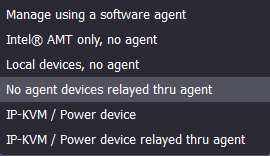 Manage using a software agent
Intel® AMT only, no agent
Local devices, no agent
No agent devices relayed thru agent
IP-KVM / Power device
IP-KVM / Power device relayed thru agent